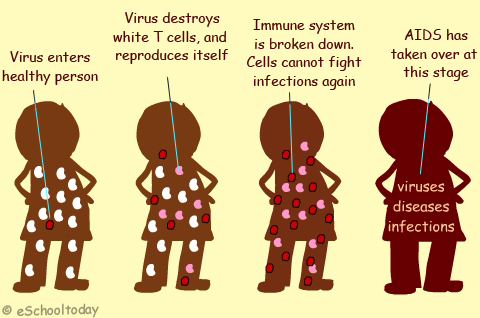 Virus enters
healthy person
Virus destroys
white T cells, and
reproduces itself
Immune system
is broken down.
Cells cannot fight
infections again
AIDS has
taken over at
this stage
viruses
diseases
infections
© eSchooltoday